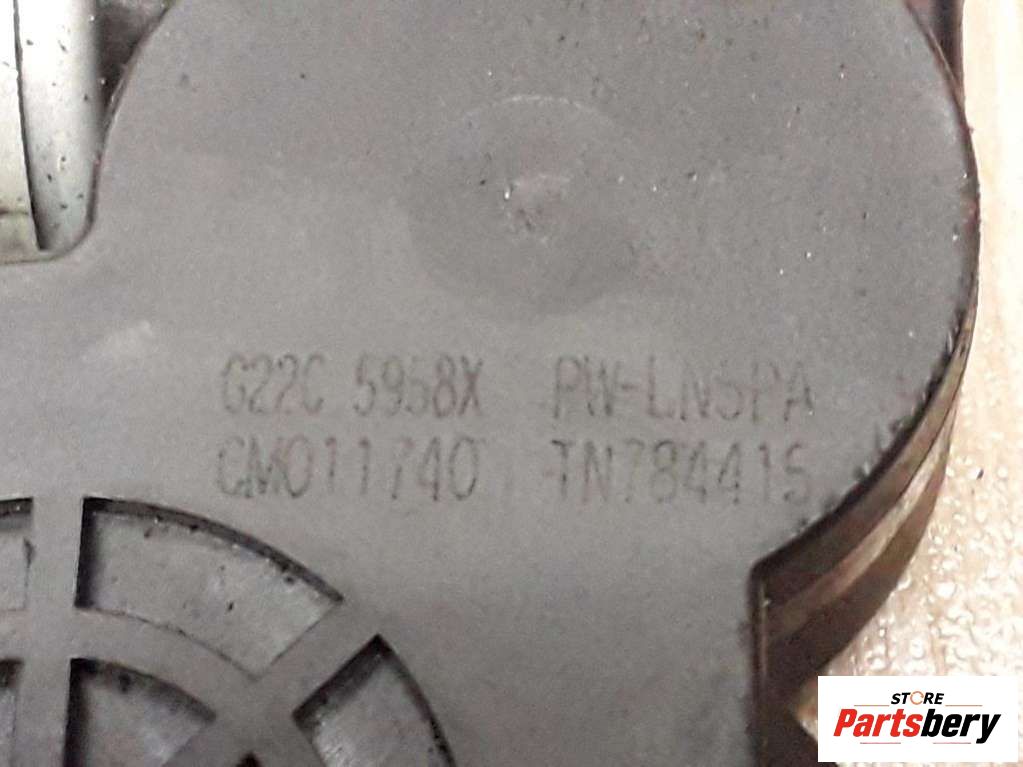 G22C 5958X PW-LN5PA
GM011740 TN784415
STORE
Partsbery